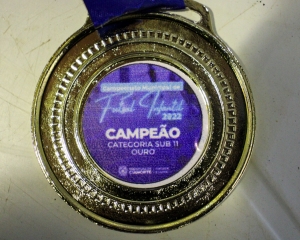 Campeonato Municipal de
Futsal Infantil
2022
CAMPEÃO
CATEGORIA SUB 11
OURO